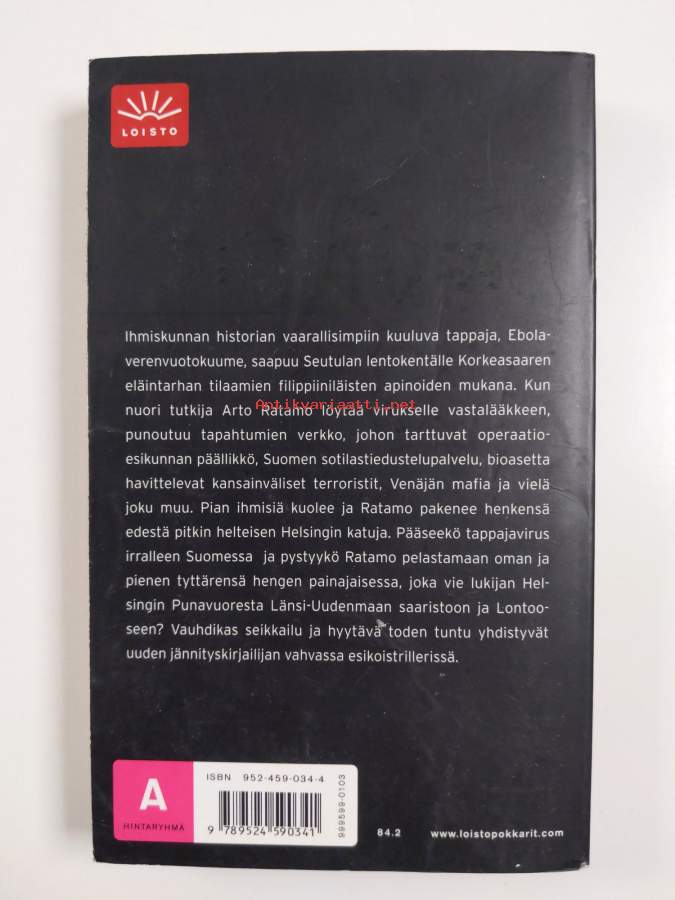 LOISTO
Ihmiskunnan historian vaarallisimpiin kuuluva tappaja, Ebola-
verenvuotokuume, saapuu Seutulan lentokentälle Korkeasaaren
eläintarhan tilaamien filippiiniläisten apinoiden mukana. Kun
nuori tutkija Arto Ratamo löytää virukselle vastalääkkeen,
Antikvariaatti.net
punoutuu tapahtumien verkko, johon tarttuvat operaatio-
esikunnan päällikkö, Suomen sotilastiedustelupalvelu, bioasetta
havittelevat kansainväliset terroristit, Venäjän mafia ja vielä
joku muu. Pian ihmisiä kuolee ja Ratamo pakenee henkensä
edestä pitkin helteisen Helsingin katuja. Pääseekö tappajavirus
irralleen Suomessa ja pystyykö Ratamo pelastamaan oman ja
pienen tyttärensä hengen painajaisessa, joka vie lukijan Hel-
singin Punavuoresta Länsi-Uudenmaan saaristoon ja Lontoo-
seen? Vauhdikas seikkailu ja hyytävä toden tuntu yhdistyvät
uuden jännityskirjailijan vahvassa esikoistrillerissä.
A
HINTARYHMÄ
ISBN 952-459-034-4
9 789524 590341
999599-0103
84.2
www.loistopokkarit.com